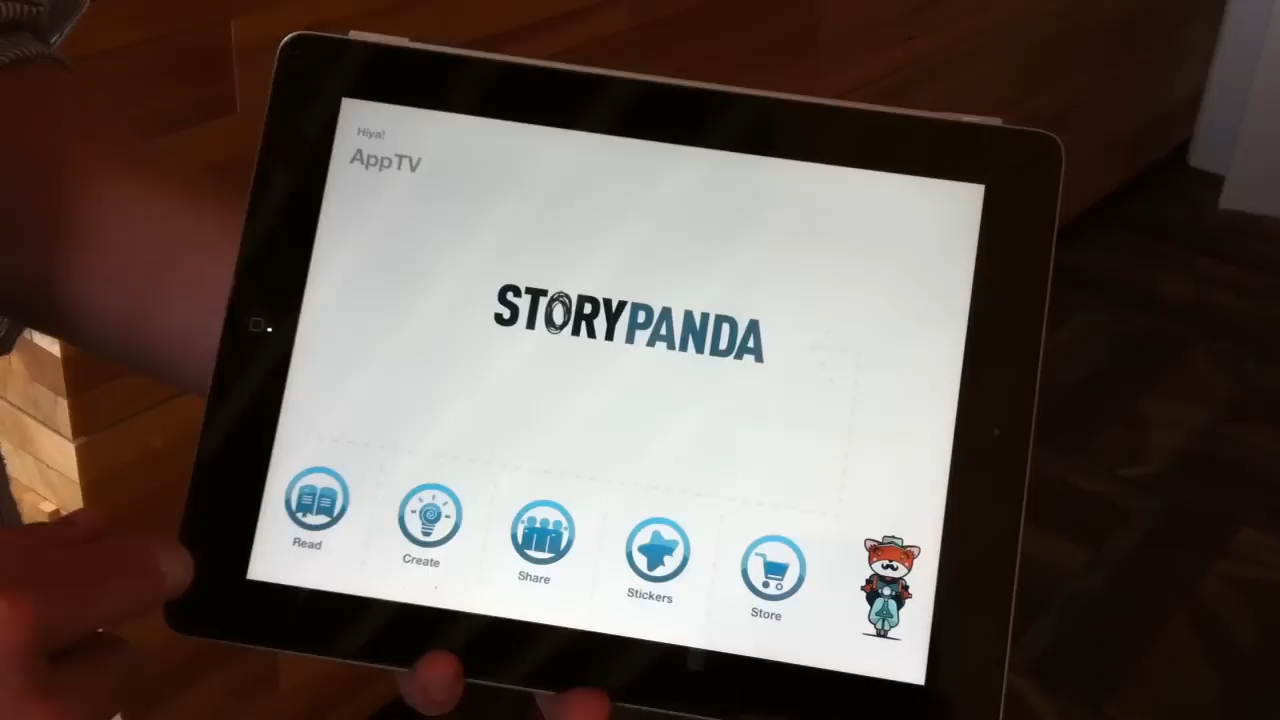 Hiya!
AppTV
STORYPANDA
Read
Create
Share
Stickers
Store